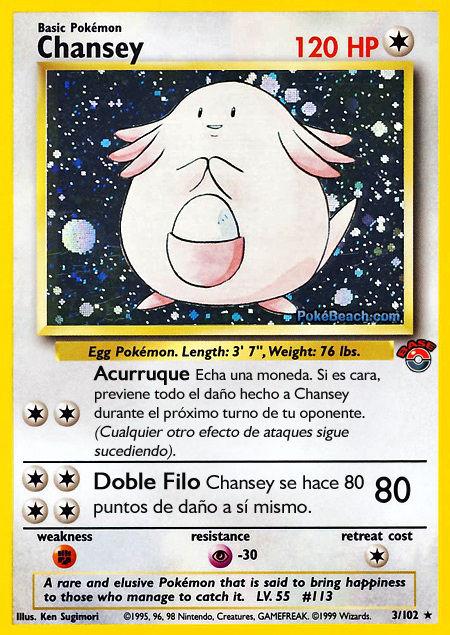 Basic Pokémon
Chansey 120 HP
PokéBeach.com
Egg Pokémon. Length: 3' 7", Weight: 76 lbs.
BASE
Acurruque Echa una moneda. Si es cara,
previene todo el daño hecho a Chansey
durante el próximo turno de tu oponente.
(Cualquier otro efecto de ataques sigue
sucediendo).
Doble Filo Chansey se hace 80
puntos de daño a sí mismo.
80
weakness resistance retreat cost
-30
A rare and elusive Pokémon that is said to bring happiness
to those who manage to catch it. LV. 55 #113
Illus. Ken Sugimori ©1995, 96, 98 Nintendo, Creatures, GAMEFREAK. ©1999 Wizards. 3/102 ★